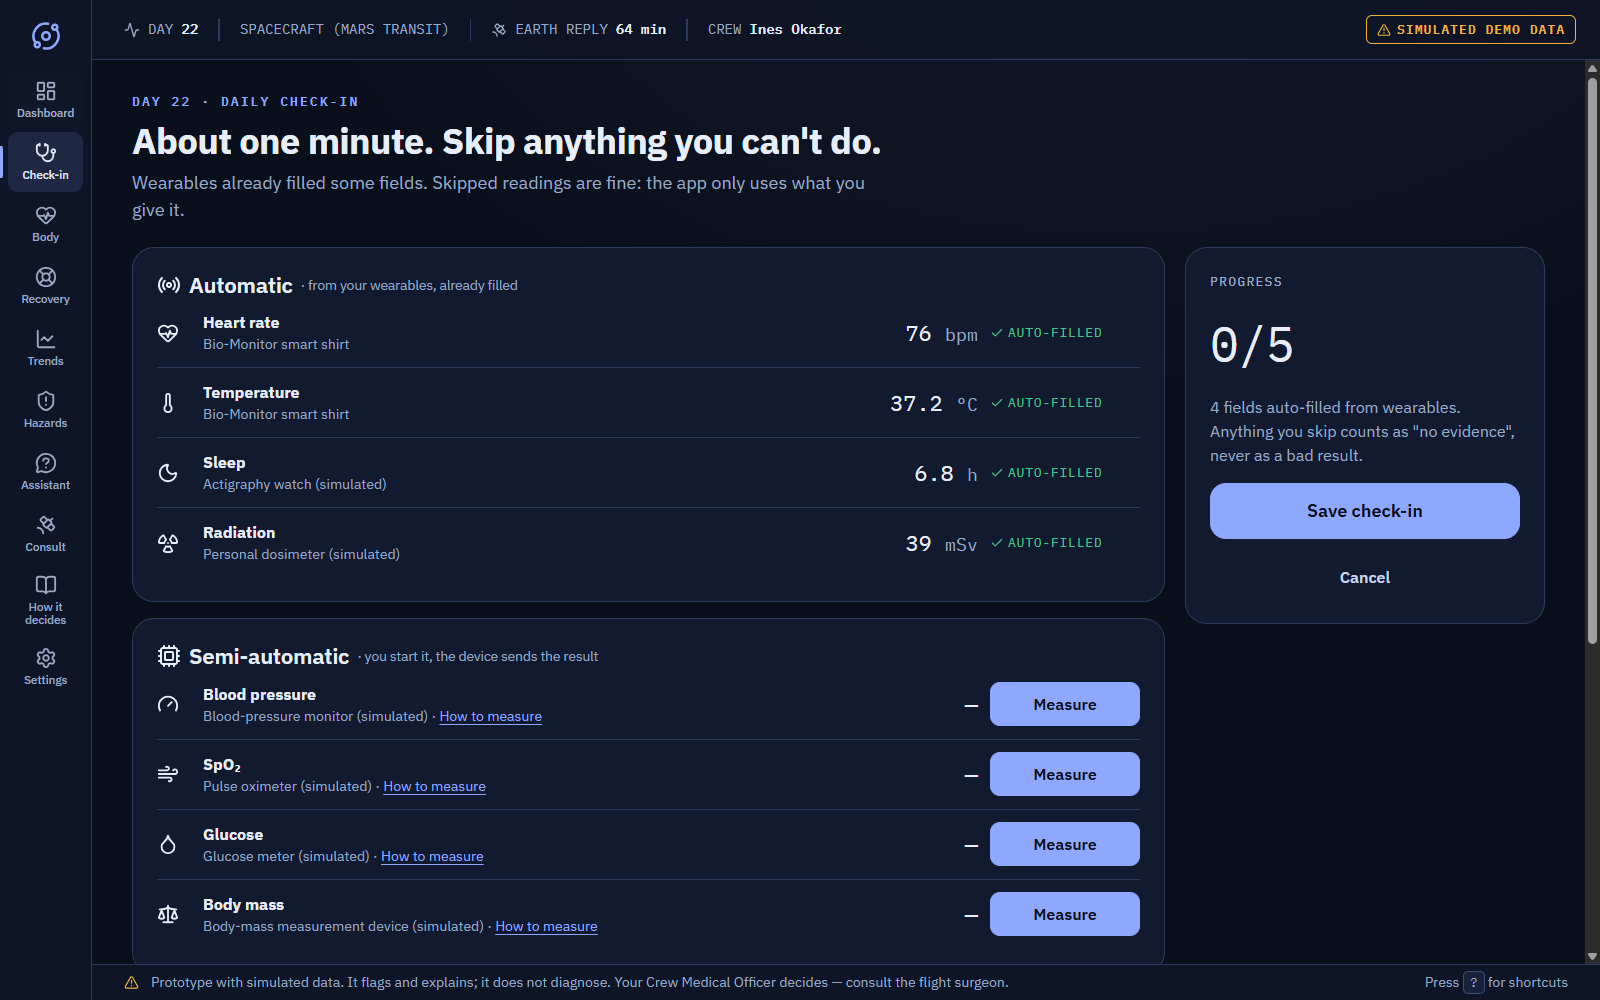 DAY 22
SPACECRAFT (MARS TRANSIT)
EARTH REPLY 64 min
CREW Ines Okafor
SIMULATED DEMO DATA
Dashboard
Check-in
Body
Recovery
Trends
Hazards
Assistant
Consult
How it
decides
Settings
DAY 22 · DAILY CHECK-IN
About one minute. Skip anything you can't do.
Wearables already filled some fields. Skipped readings are fine: the app only uses what you
give it.
Automatic · from your wearables, already filled
Heart rate
Bio-Monitor smart shirt
76 bpm AUTO-FILLED
Temperature
Bio-Monitor smart shirt
37.2 °C AUTO-FILLED
Sleep
Actigraphy watch (simulated)
6.8 h AUTO-FILLED
Radiation
Personal dosimeter (simulated)
39 mSv AUTO-FILLED
Semi-automatic · you start it, the device sends the result
Blood pressure
Blood-pressure monitor (simulated) · How to measure
— Measure
SpO₂
Pulse oximeter (simulated) · How to measure
— Measure
Glucose
Glucose meter (simulated) · How to measure
— Measure
Body mass
Body-mass measurement device (simulated) · How to measure
— Measure
PROGRESS
0/5
4 fields auto-filled from wearables.
Anything you skip counts as "no evidence",
never as a bad result.
Save check-in
Cancel
Prototype with simulated data. It flags and explains; it does not diagnose. Your Crew Medical Officer decides — consult the flight surgeon.
Press ? for shortcuts